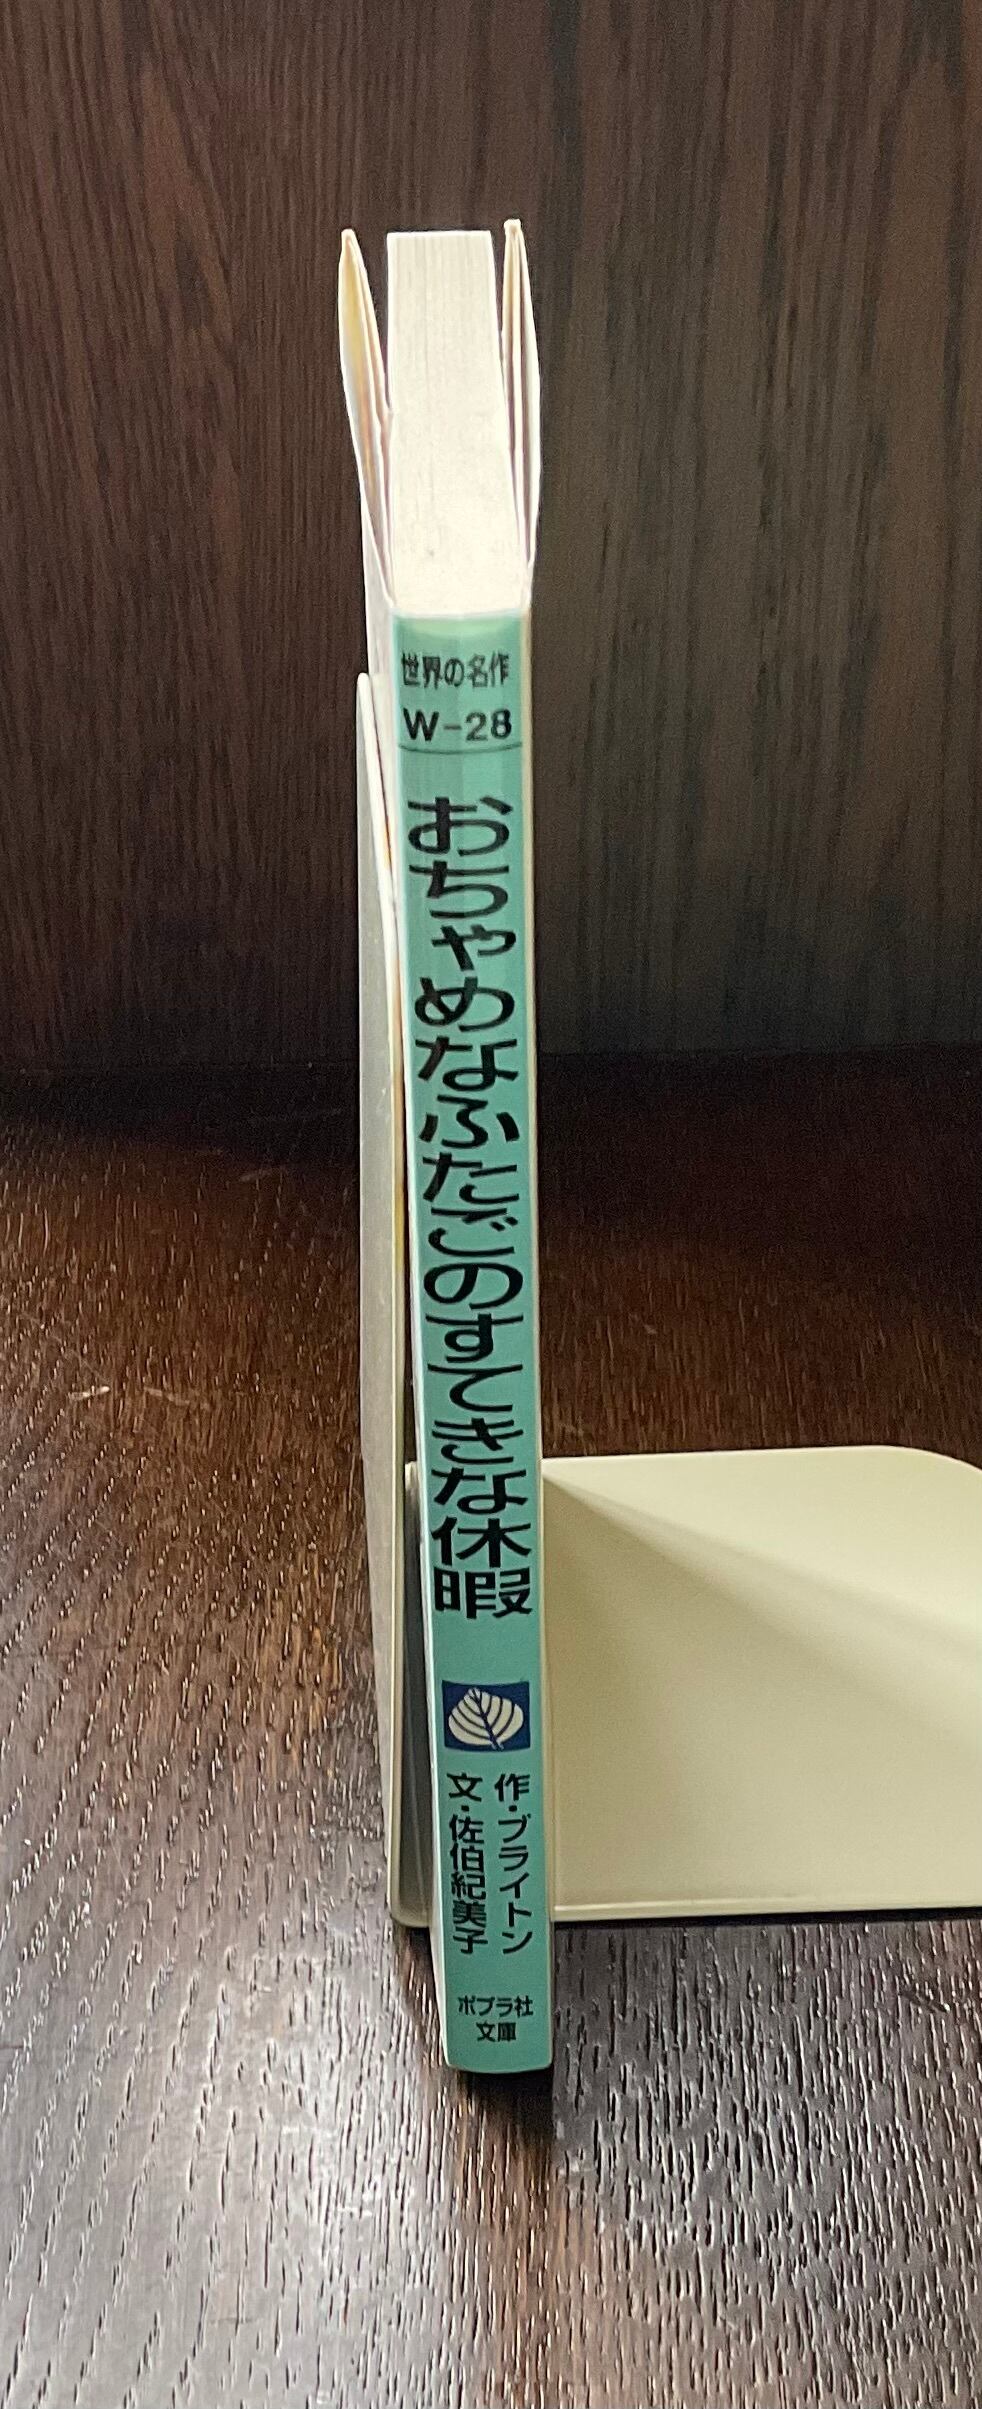 世界の名作
W-28
おちゃめなふたごのすてきな休暇
作・ブライトン
文・佐伯紀美子
ポプラ社
文庫